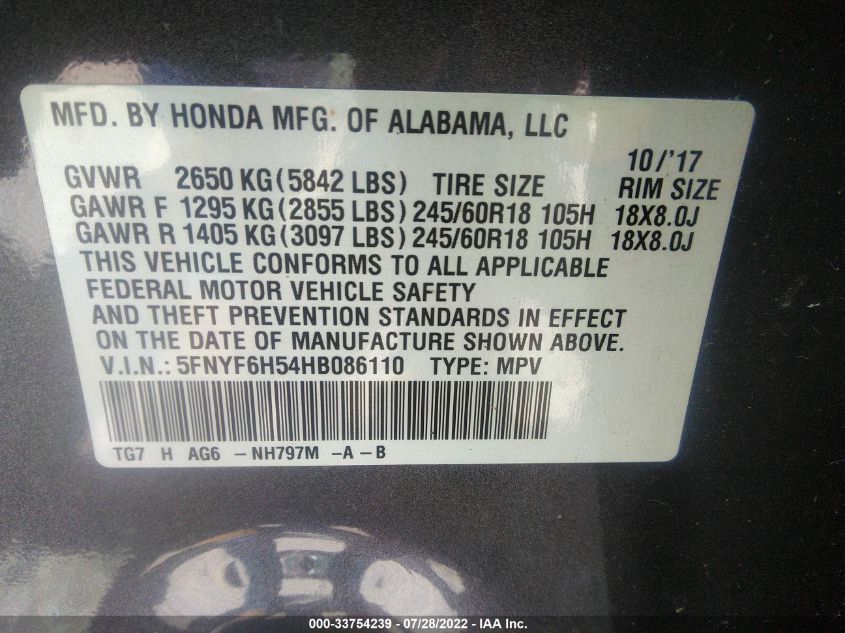 MFD. BY HONDA MFG. OF ALABAMA, LLC
10/'17
GVWR 2650 KG(5842 LBS) TIRE SIZE RIM SIZE
GAWR F 1295 KG(2855 LBS) 245/60R18 105H 18X8.0J
GAWR R 1405 KG(3097 LBS) 245/60R18 105H 18X8.0J
THIS VEHICLE CONFORMS TO ALL APPLICABLE
FEDERAL MOTOR VEHICLE SAFETY
AND THEFT PREVENTION STANDARDS IN EFFECT
ON THE DATE OF MANUFACTURE SHOWN ABOVE.
V.I.N.: 5FNYF6H54HB086110 TYPE: MPV
TG7 H AG6 - NH797M - A - B
000-33754239 - 07/28/2022 - IAA Inc.